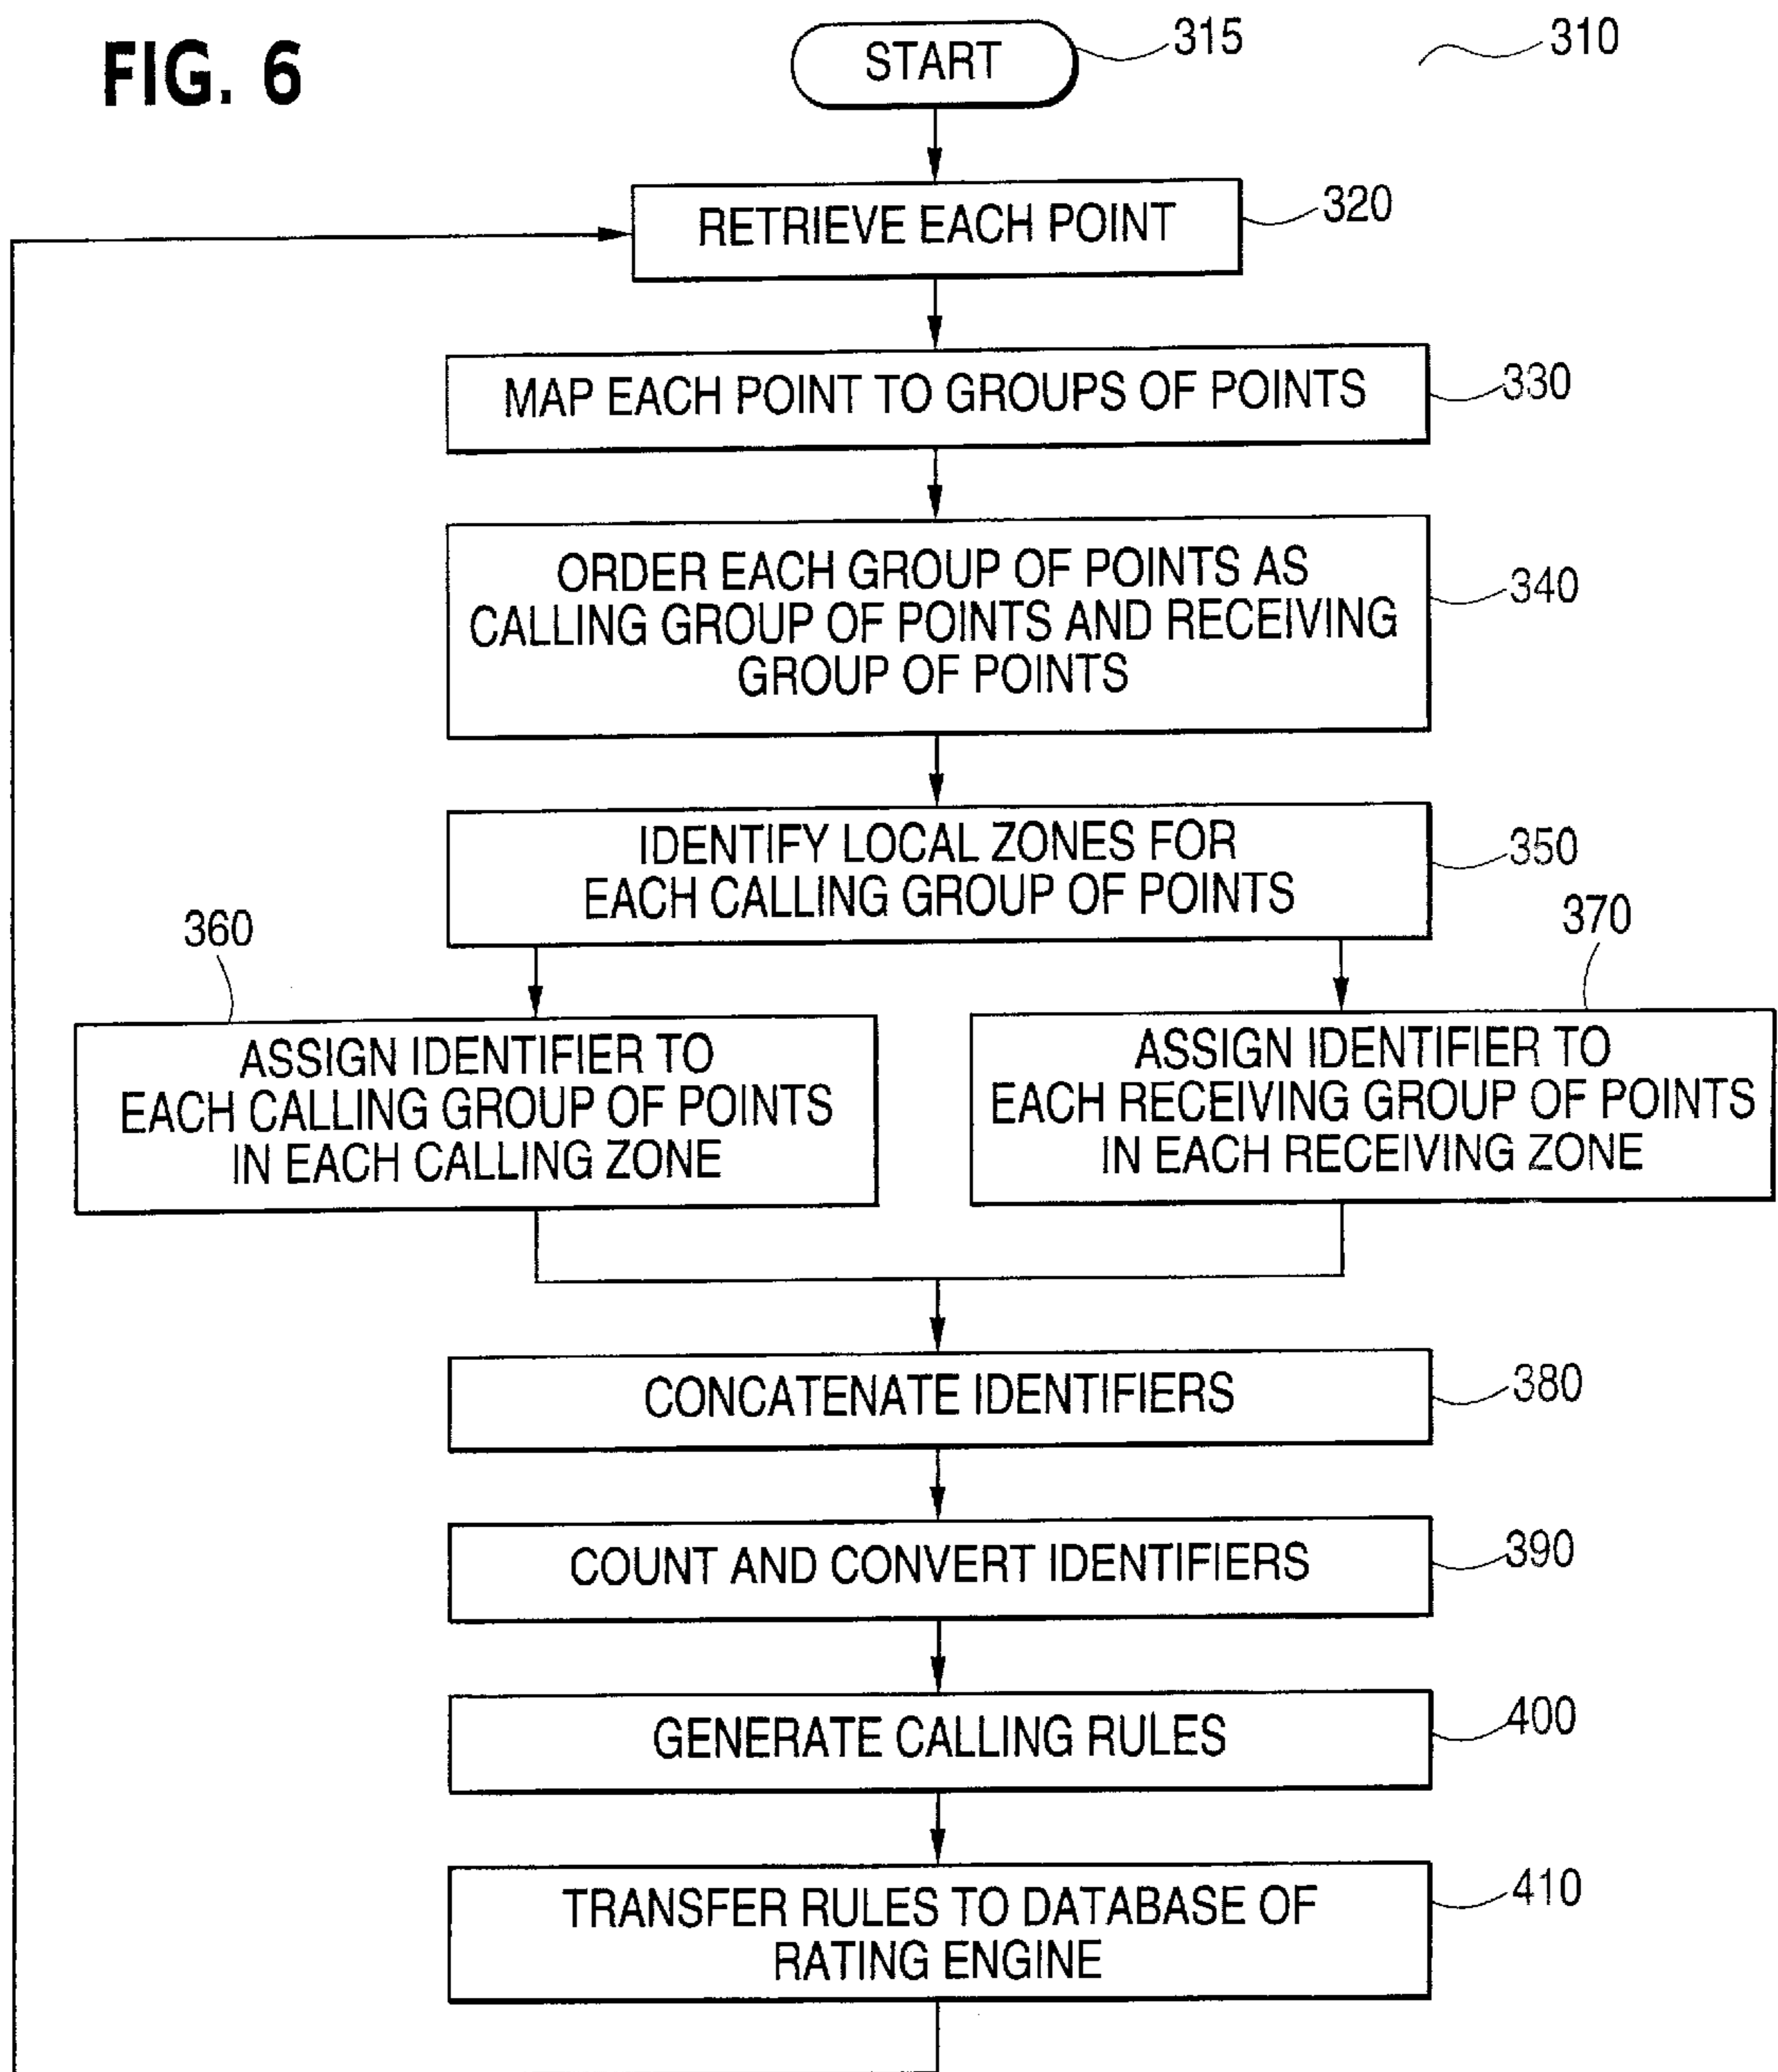 FIG. 6
START
315
310
RETRIEVE EACH POINT
320
MAP EACH POINT TO GROUPS OF POINTS
330
ORDER EACH GROUP OF POINTS AS
CALLING GROUP OF POINTS AND RECEIVING
GROUP OF POINTS
340
IDENTIFY LOCAL ZONES FOR
EACH CALLING GROUP OF POINTS
350
360
370
ASSIGN IDENTIFIER TO
EACH CALLING GROUP OF POINTS
IN EACH CALLING ZONE
ASSIGN IDENTIFIER TO
EACH RECEIVING GROUP OF POINTS
IN EACH RECEIVING ZONE
CONCATENATE IDENTIFIERS
380
COUNT AND CONVERT IDENTIFIERS
390
GENERATE CALLING RULES
400
TRANSFER RULES TO DATABASE OF
RATING ENGINE
410